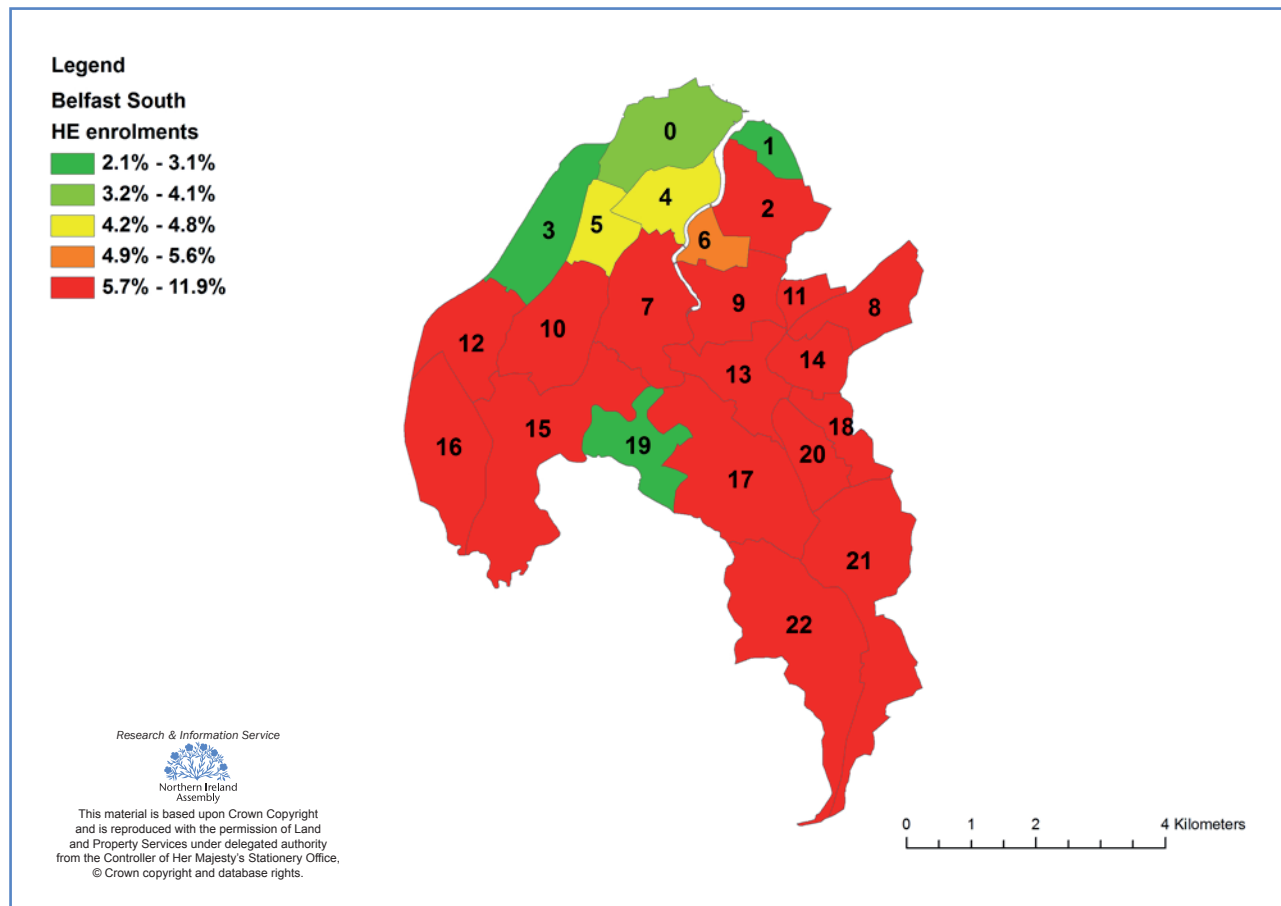 Legend
Belfast South
HE enrolments
2.1% - 3.1%
3.2% - 4.1%
4.2% - 4.8%
4.9% - 5.6%
5.7% - 11.9%
0
1
2
3
4
5
6
7
8
9
10
11
12
13
14
15
16
17
18
19
20
21
22
Research & Information Service
Northern Ireland
Assembly
This material is based upon Crown Copyright
and is reproduced with the permission of Land
and Property Services under delegated authority
from the Controller of Her Majesty's Stationery Office,
© Crown copyright and database rights.
0 1 2 4 Kilometers